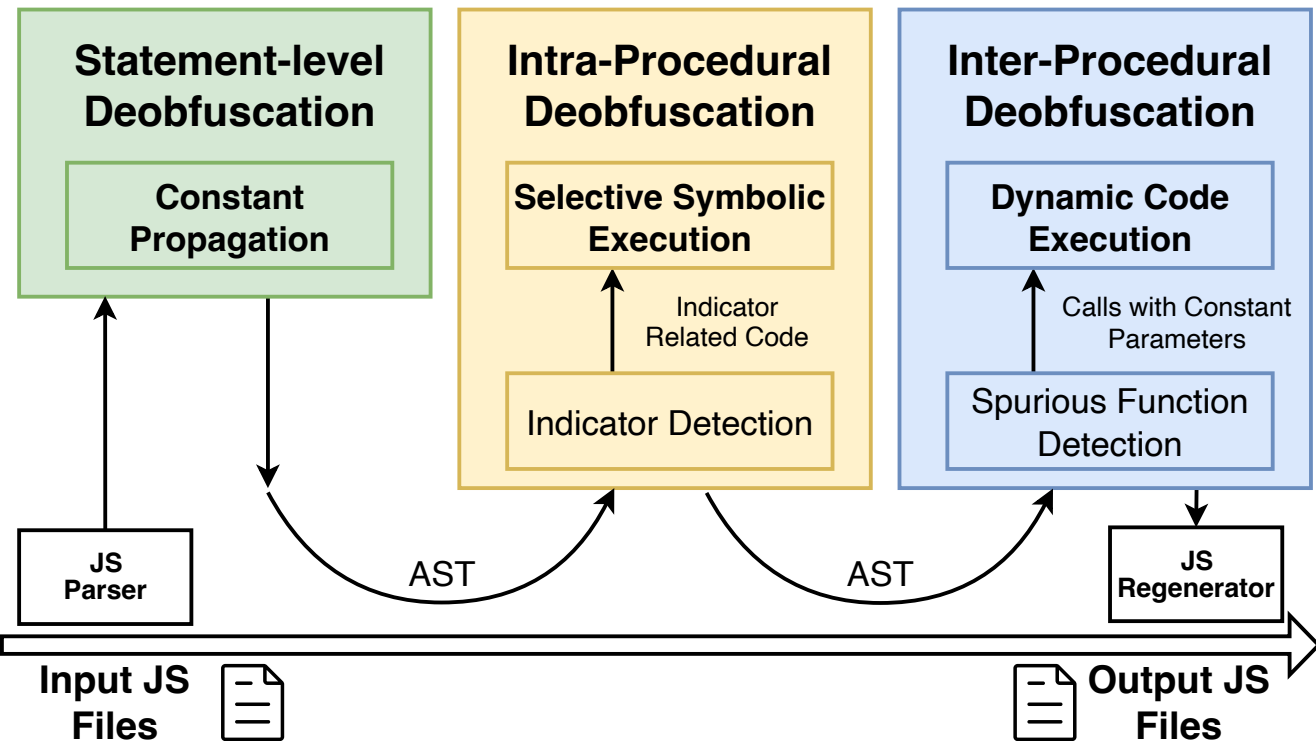 Statement-level
Deobfuscation
Constant
Propagation
Intra-Procedural
Deobfuscation
Selective Symbolic
Execution
Indicator
Related Code
Indicator Detection
Inter-Procedural
Deobfuscation
Dynamic Code
Execution
Calls with Constant
Parameters
Spurious Function
Detection
JS
Parser
AST
AST
JS
Regenerator
Input JS
Files
Output JS
Files